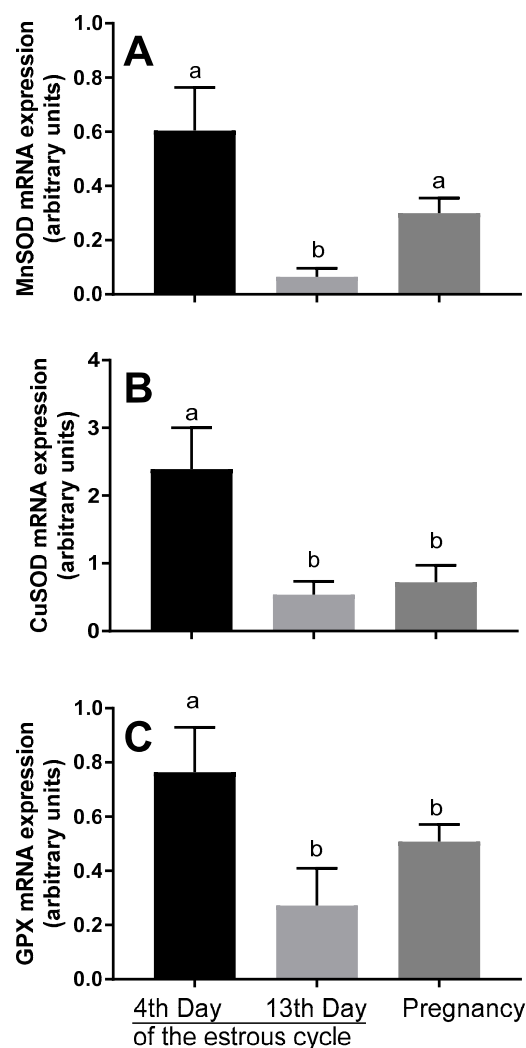 A
MnSOD mRNA expression
(arbitrary units)
1.0
0.8
0.6
0.4
0.2
0.0
a
b
a
B
CuSOD mRNA expression
(arbitrary units)
4
3
2
1
0
a
b
b
C
GPX mRNA expression
(arbitrary units)
1.0
0.8
0.6
0.4
0.2
0.0
a
b
b
4th Day 13th Day Pregnancy
of the estrous cycle